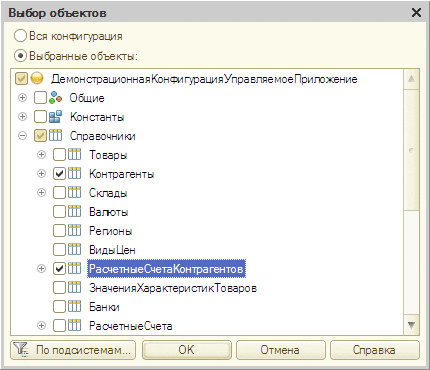 Выбор объектов
Вся конфигурация
Выбранные объекты:
ДемонстрационнаяКонфигурацияУправляемоеПриложение
Общие
Константы
Справочники
Товары
Контрагенты
Склады
Валюты
Регионы
ВидыЦен
РасчетныеСчетаКонтрагентов
ЗначенияХарактеристикТоваров
Банки
РасчетныеСчета
По подсистемам...
ОК
Отмена
Справка